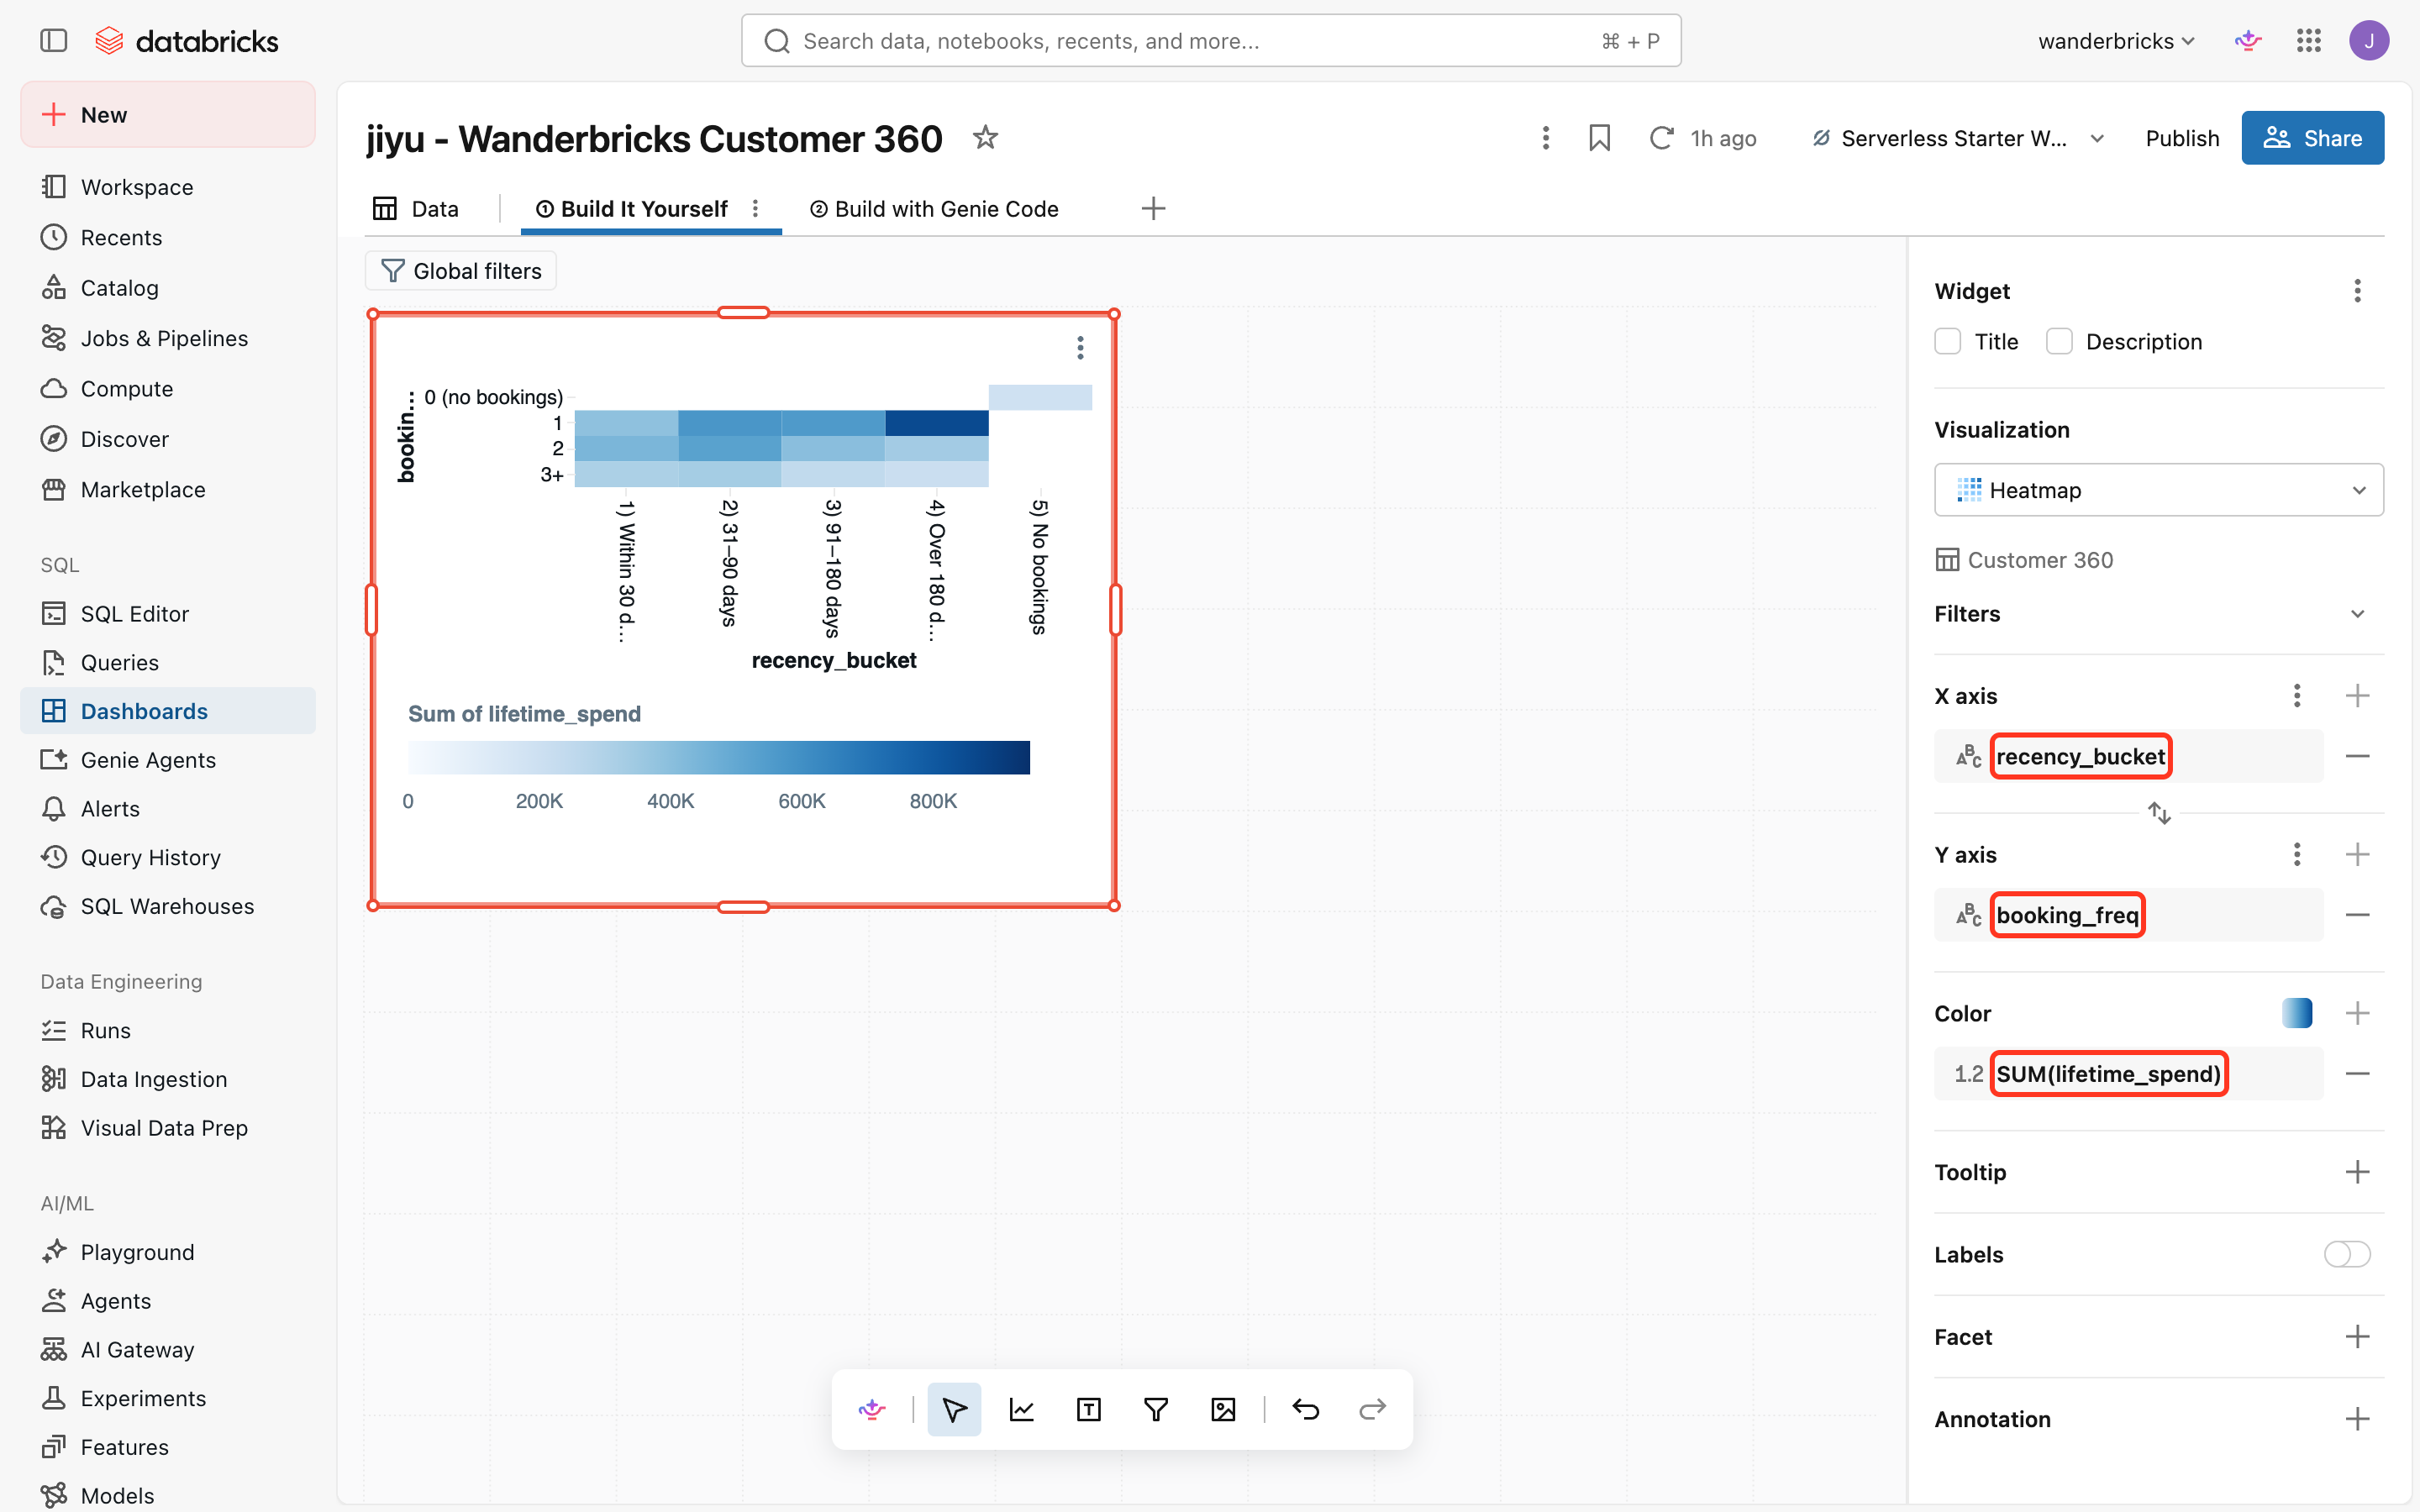 databricks
Search data, notebooks, recents, and more...
⌘ + P
wanderbricks
J
New
Workspace
Recents
Catalog
Jobs & Pipelines
Compute
Discover
Marketplace
SQL
SQL Editor
Queries
Dashboards
Genie Agents
Alerts
Query History
SQL Warehouses
Data Engineering
Runs
Data Ingestion
Visual Data Prep
AI/ML
Playground
Agents
AI Gateway
Experiments
Features
Models
jiyu - Wanderbricks Customer 360
1h ago
Serverless Starter W...
Publish
Share
Data
① Build It Yourself
② Build with Genie Code
Global filters
bookin...
0 (no bookings)
1
2
3+
1) Within 30 d...
2) 31–90 days
3) 91–180 days
4) Over 180 d...
5) No bookings
recency_bucket
Sum of lifetime_spend
0
200K
400K
600K
800K
Widget
Title
Description
Visualization
Heatmap
Customer 360
Filters
X axis
ABC recency_bucket
Y axis
ABC booking_freq
Color
1.2 SUM(lifetime_spend)
Tooltip
Labels
Facet
Annotation